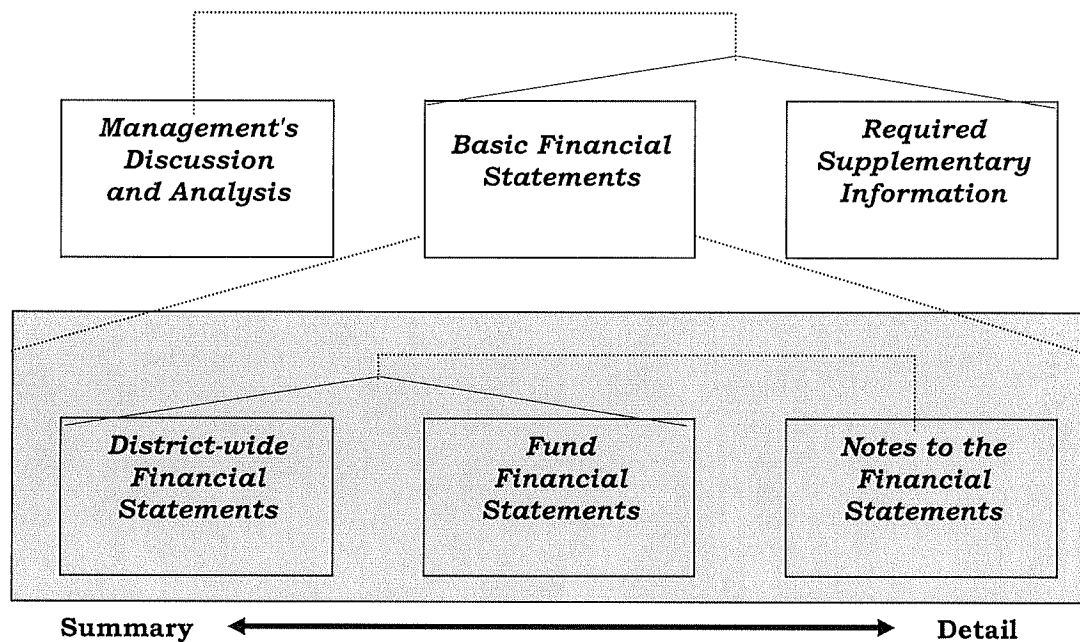 Management's
Discussion
and Analysis
Basic Financial
Statements
Required
Supplementary
Information
District-wide
Financial
Statements
Fund
Financial
Statements
Notes to the
Financial
Statements
Summary
Detail